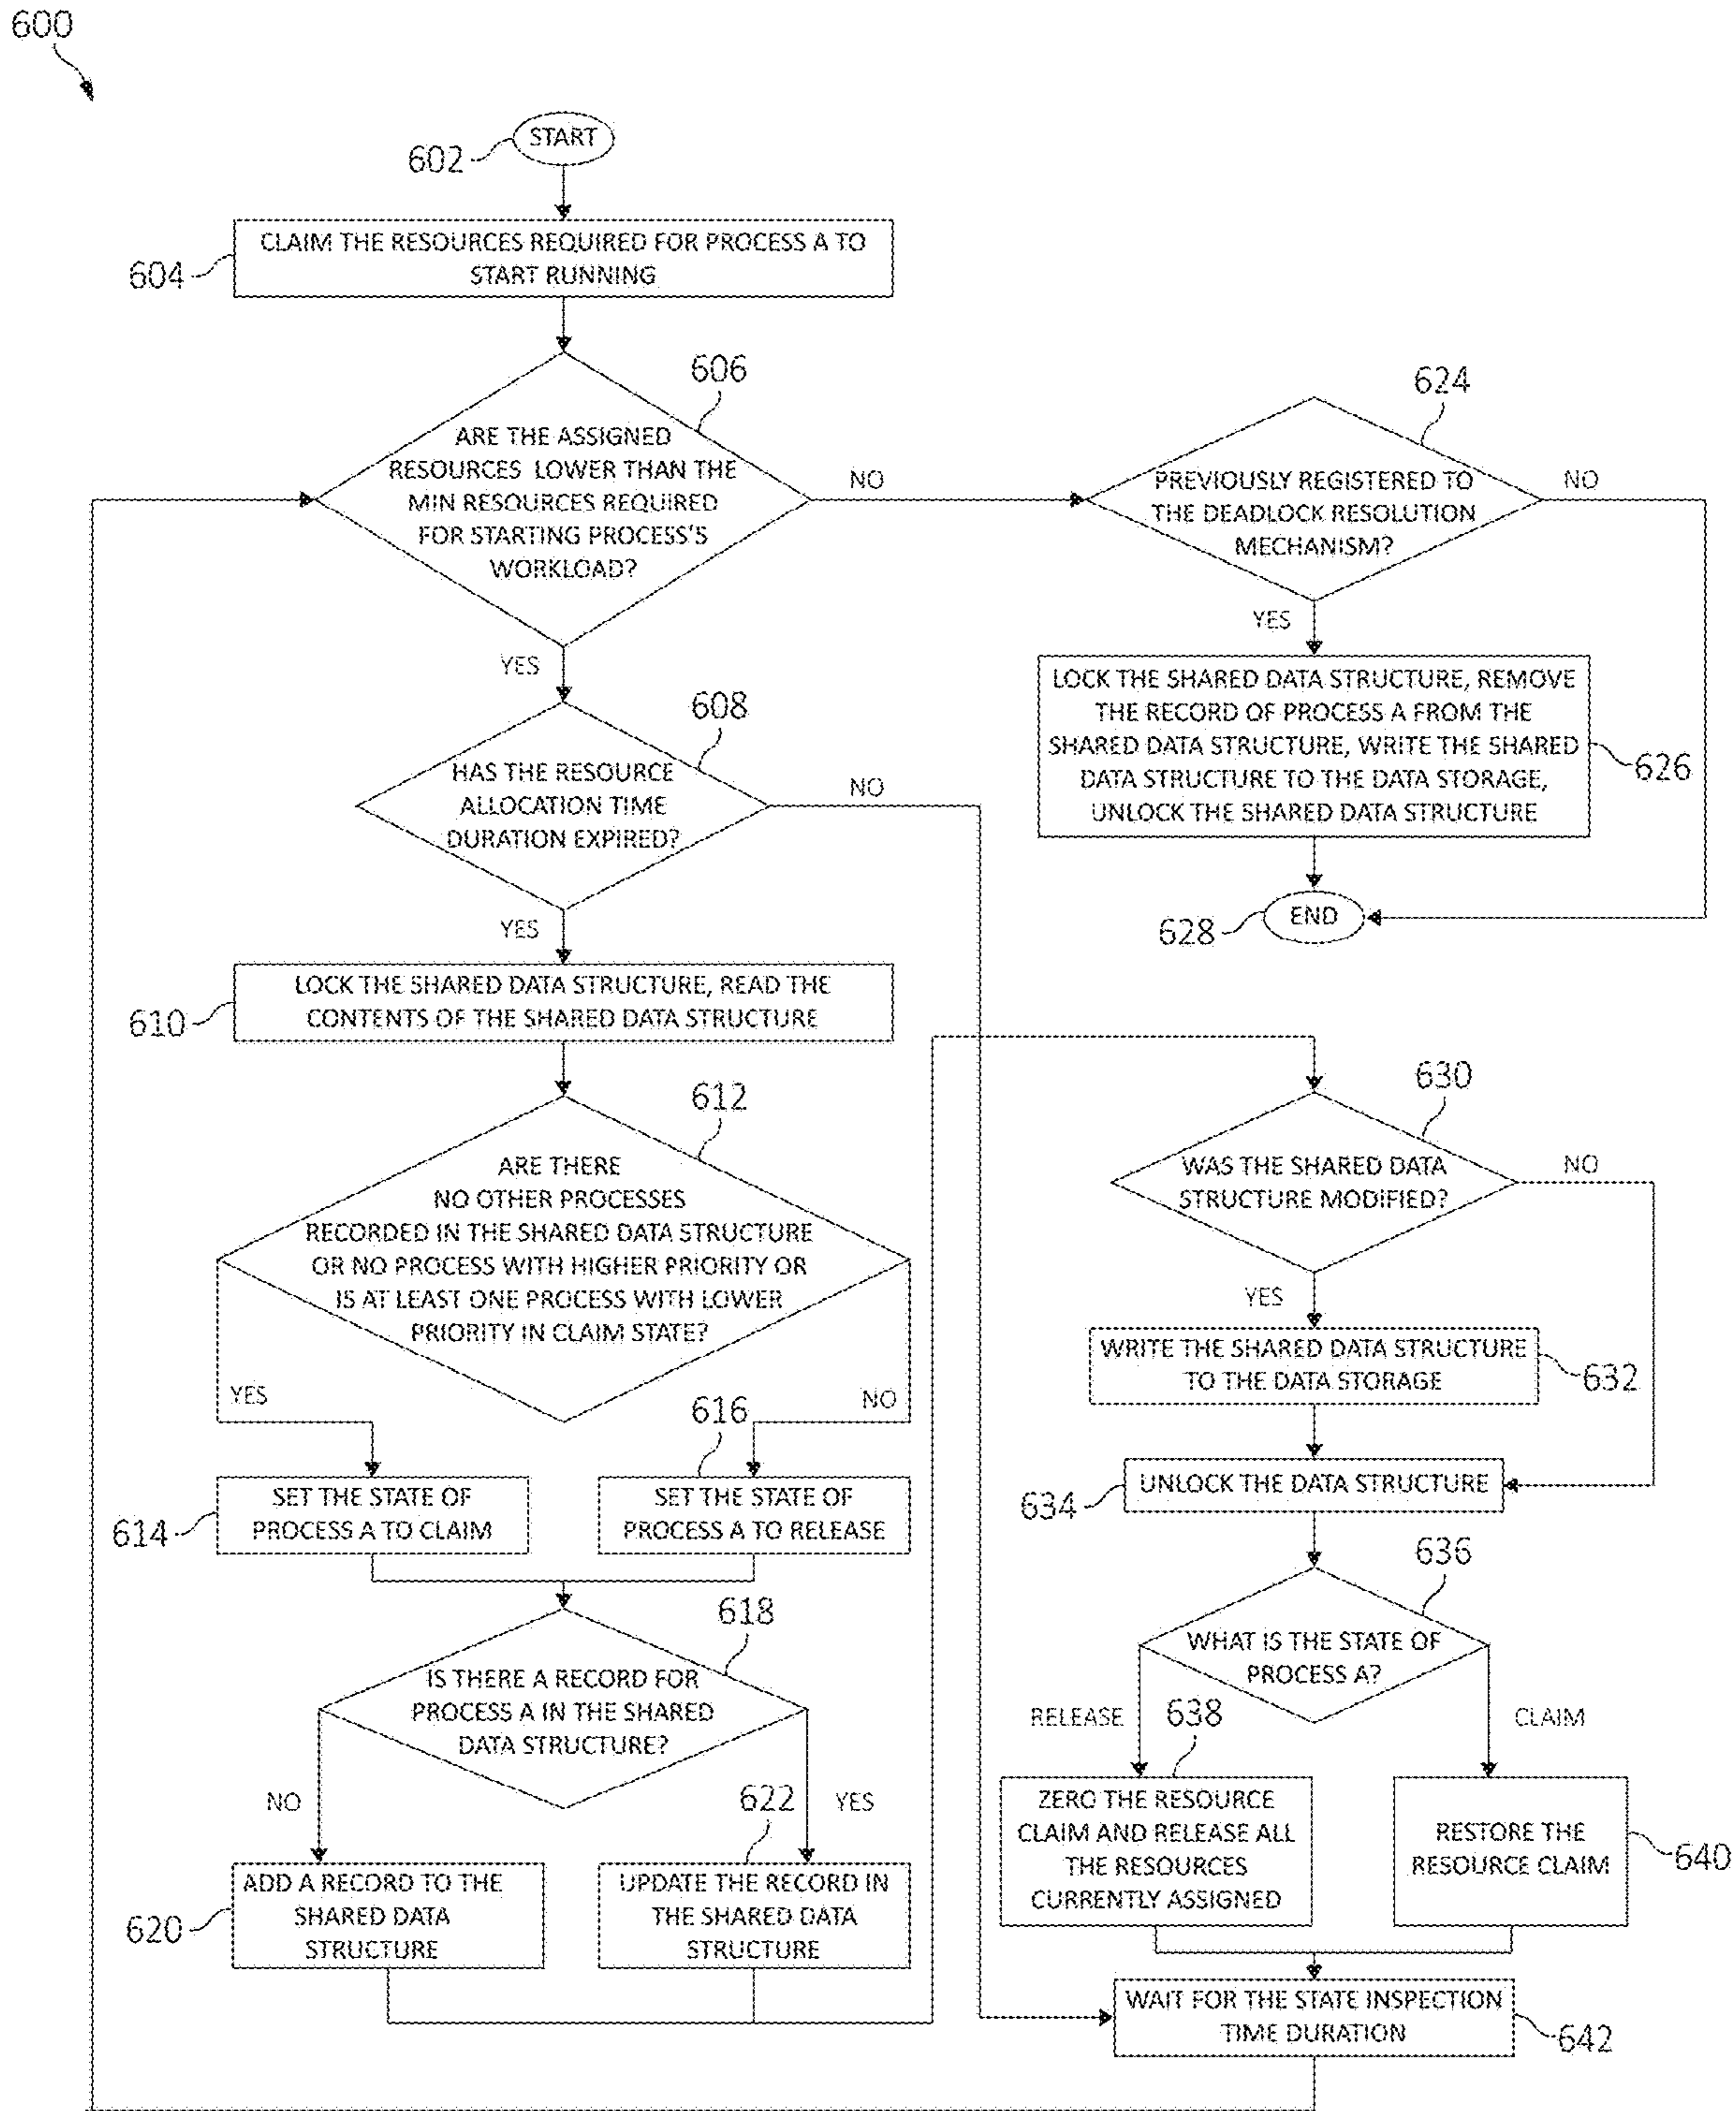 600
START
602
CLAIM THE RESOURCES REQUIRED FOR PROCESS A TO
START RUNNING
604
606
ARE THE ASSIGNED
RESOURCES LOWER THAN THE
MIN RESOURCES REQUIRED
FOR STARTING PROCESS'S
WORKLOAD?
NO
YES
624
PREVIOUSLY REGISTERED TO
THE DEADLOCK RESOLUTION
MECHANISM?
NO
YES
LOCK THE SHARED DATA STRUCTURE, REMOVE
THE RECORD OF PROCESS A FROM THE
SHARED DATA STRUCTURE, WRITE THE SHARED
DATA STRUCTURE TO THE DATA STORAGE,
UNLOCK THE SHARED DATA STRUCTURE
626
END
628
608
HAS THE RESOURCE
ALLOCATION TIME
DURATION EXPIRED?
NO
YES
LOCK THE SHARED DATA STRUCTURE, READ THE
CONTENTS OF THE SHARED DATA STRUCTURE
610
612
ARE THERE
NO OTHER PROCESSES
RECORDED IN THE SHARED DATA STRUCTURE
OR NO PROCESS WITH HIGHER PRIORITY OR
IS AT LEAST ONE PROCESS WITH LOWER
PRIORITY IN CLAIM STATE?
YES
NO
616
SET THE STATE OF
PROCESS A TO CLAIM
614
SET THE STATE OF
PROCESS A TO RELEASE
618
IS THERE A RECORD FOR
PROCESS A IN THE SHARED
DATA STRUCTURE?
NO
622
YES
ADD A RECORD TO THE
SHARED DATA
STRUCTURE
620
UPDATE THE RECORD IN
THE SHARED DATA
STRUCTURE
630
WAS THE SHARED DATA
STRUCTURE MODIFIED?
NO
YES
WRITE THE SHARED DATA STRUCTURE
TO THE DATA STORAGE
632
UNLOCK THE DATA STRUCTURE
634
636
WHAT IS THE STATE OF
PROCESS A?
RELEASE
638
CLAIM
ZERO THE RESOURCE
CLAIM AND RELEASE ALL
THE RESOURCES
CURRENTLY ASSIGNED
RESTORE THE
RESOURCE CLAIM
640
WAIT FOR THE STATE INSPECTION
TIME DURATION
642